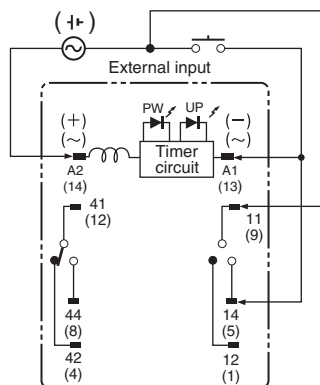 External input
(+)
(~)
PW
UP
(−)
(~)
Timer
circuit
A2
(14)
A1
(13)
41
(12)
11
(9)
44
(8)
14
(5)
42
(4)
12
(1)